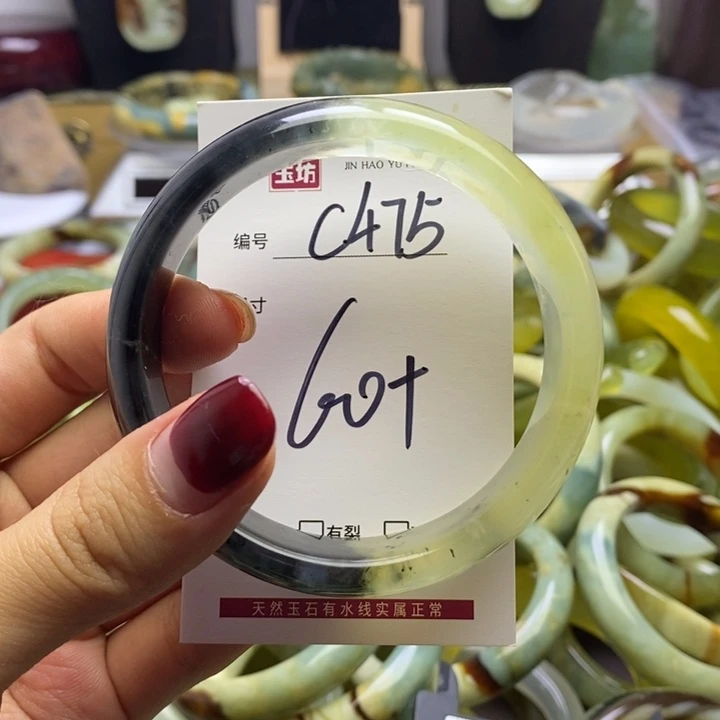 玉坊
JIN HAO YU
编号 C475
寸 60+
有裂
天然玉石有水线实属正常